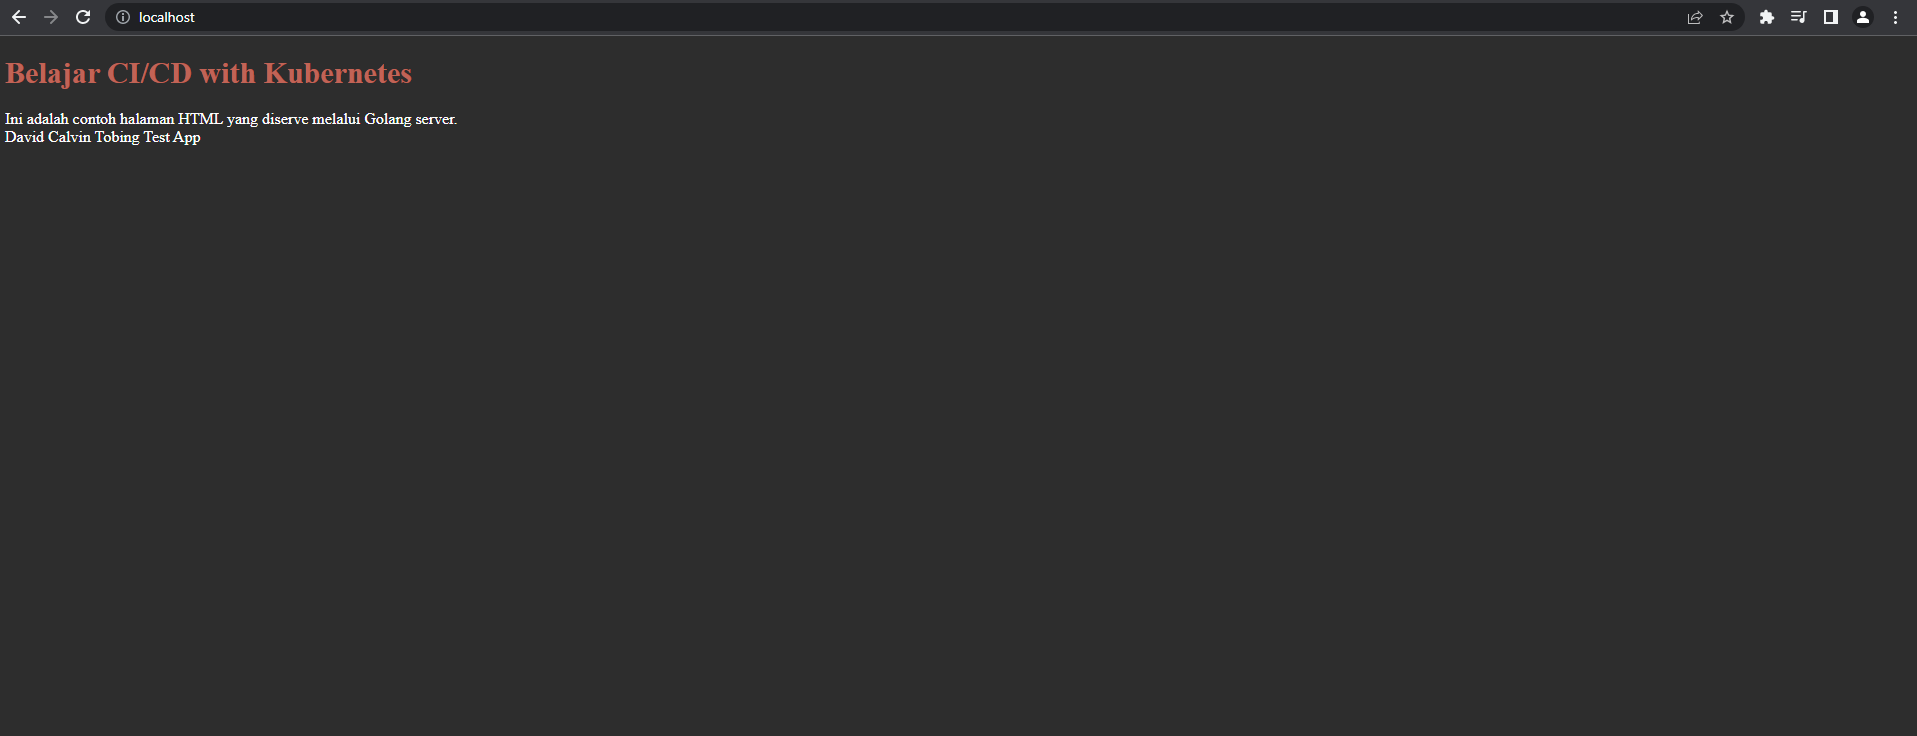 localhost
Belajar CI/CD with Kubernetes
Ini adalah contoh halaman HTML yang diserve melalui Golang server.
David Calvin Tobing Test App